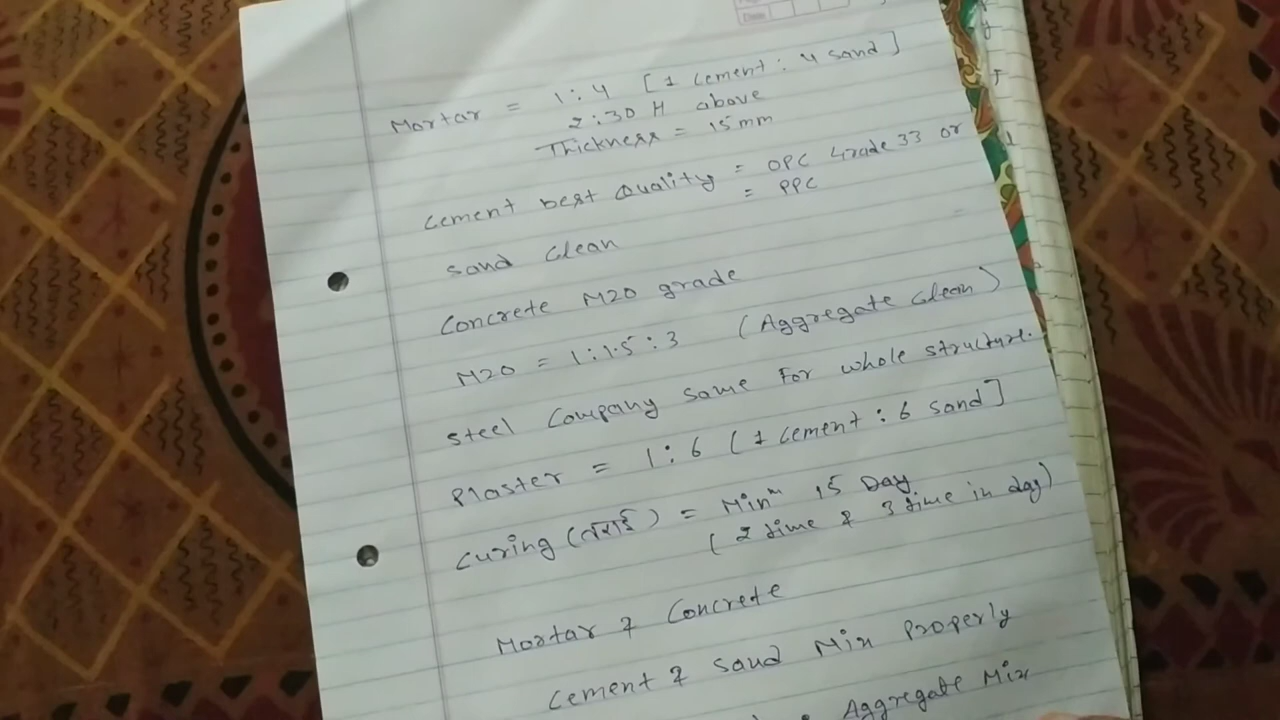 Date
Mortar = 1:4 [1 cement : 4 sand]
2:30 H above
Thickness = 15mm
Cement best Quality = OPC Grade 33 or
= PPC
sand Clean
Concrete M20 grade
M20 = 1:1.5:3 (Aggregate Clean)
Steel Company same For whole structure.
Plaster = 1:6 (1 cement : 6 sand]
Curing (तराई) = Minᵐ 15 Day
(2 time & 3 time in day)
Mortar & Concrete
Cement & sand Mix Properly
Aggregate Mix